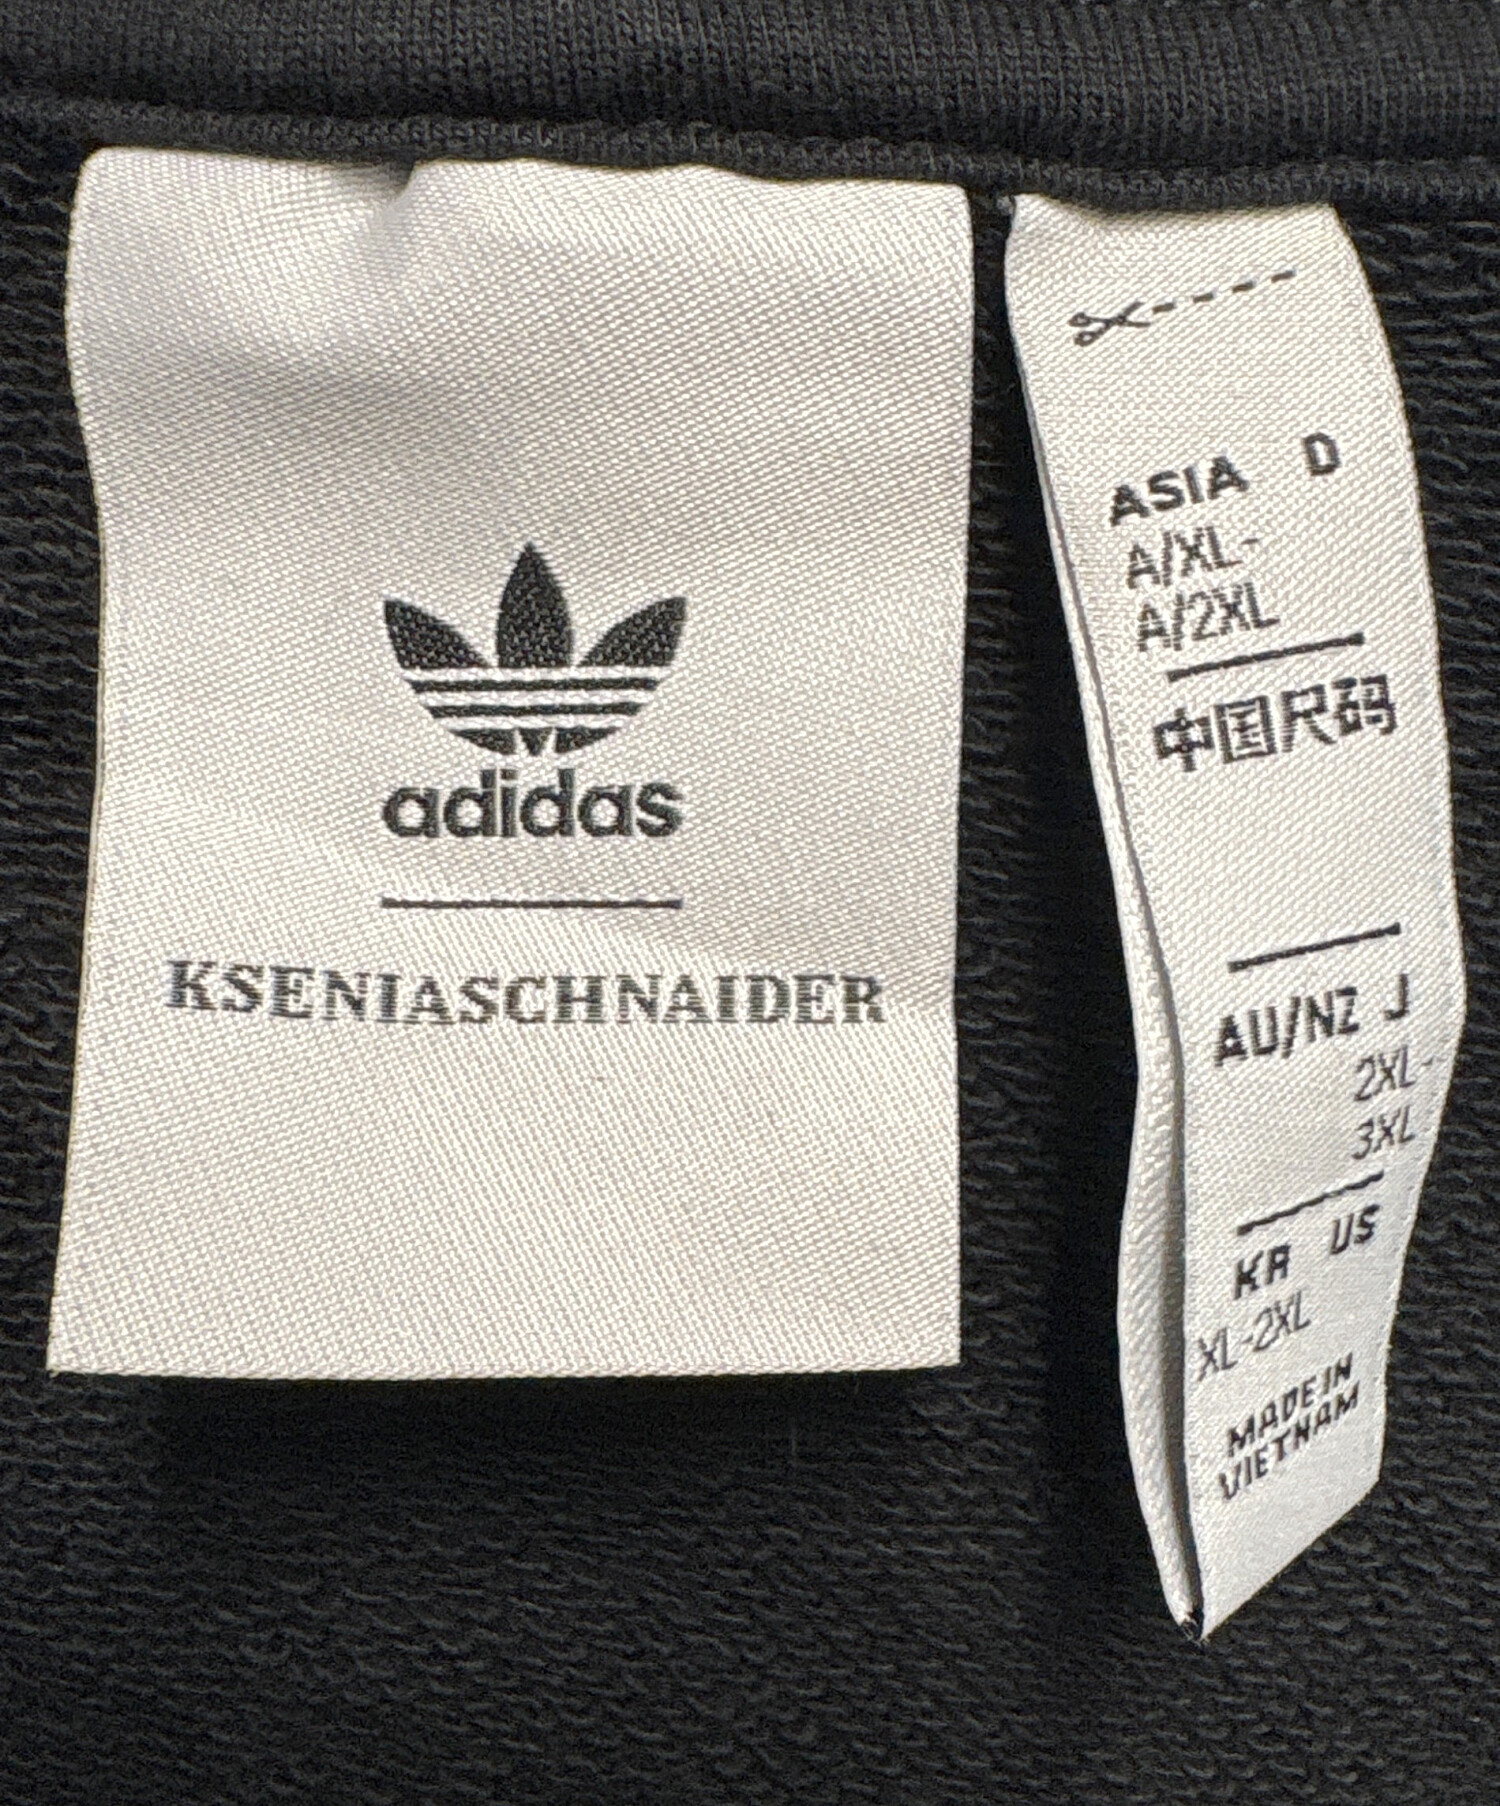 adidas
KSENIASCHNAIDER
ASIA D
A/XL-
A/2XL
中国尺码
AU/NZ J
2XL-
3XL
KR US
XL-2XL
MADE IN
VIETNAM